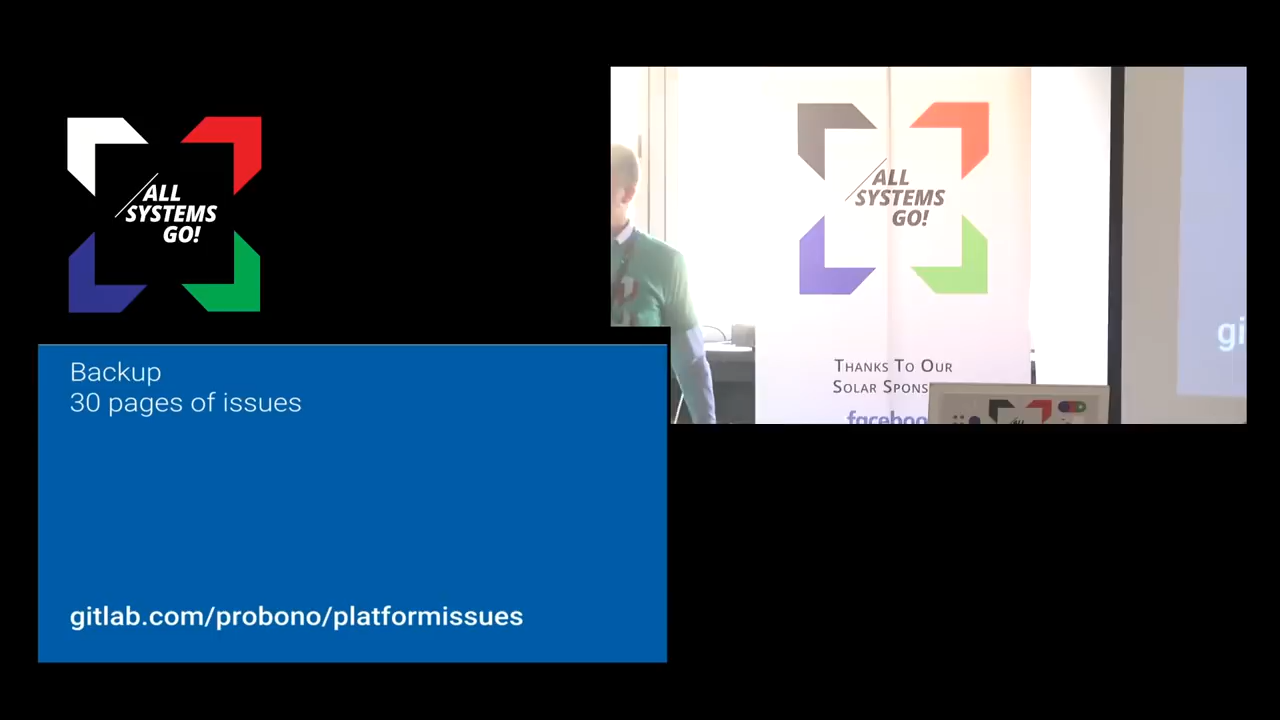 ALL
SYSTEMS
GO!
ALL
SYSTEMS
GO!
THANKS TO OUR
Backup
30 pages of issues
gitlab.com/probono/platformissues